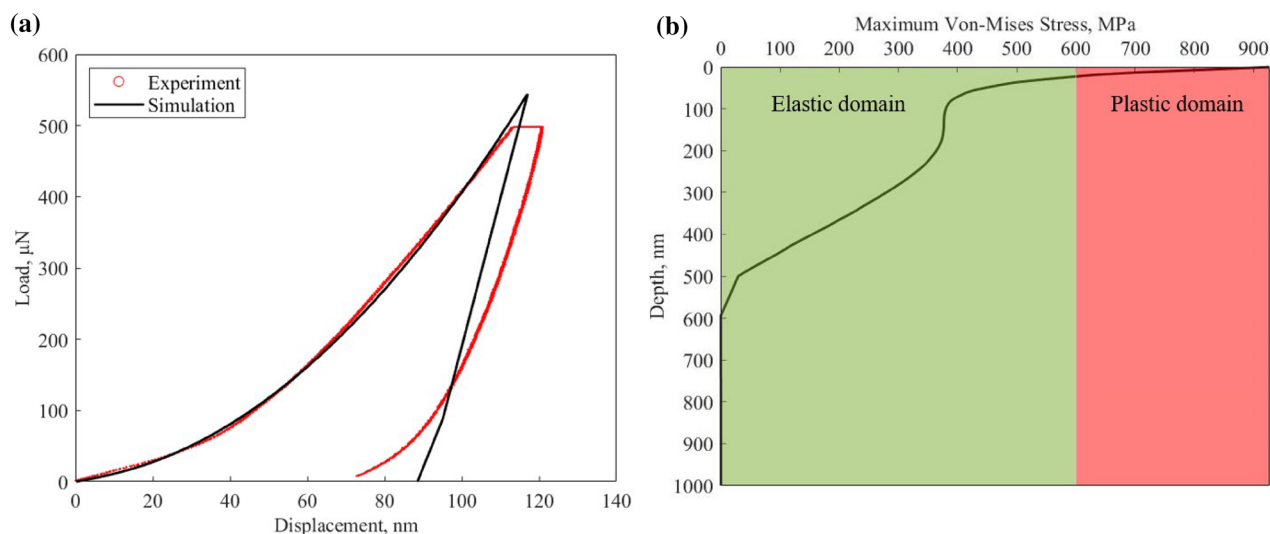 (a)
600
500
400
300
200
100
0
Load, μN
Experiment
Simulation
0 20 40 60 80 100 120 140
Displacement, nm
(b)
Maximum Von-Mises Stress, MPa
0 100 200 300 400 500 600 700 800 900
0
100
200
300
400
500
600
700
800
900
1000
Depth, nm
Elastic domain Plastic domain